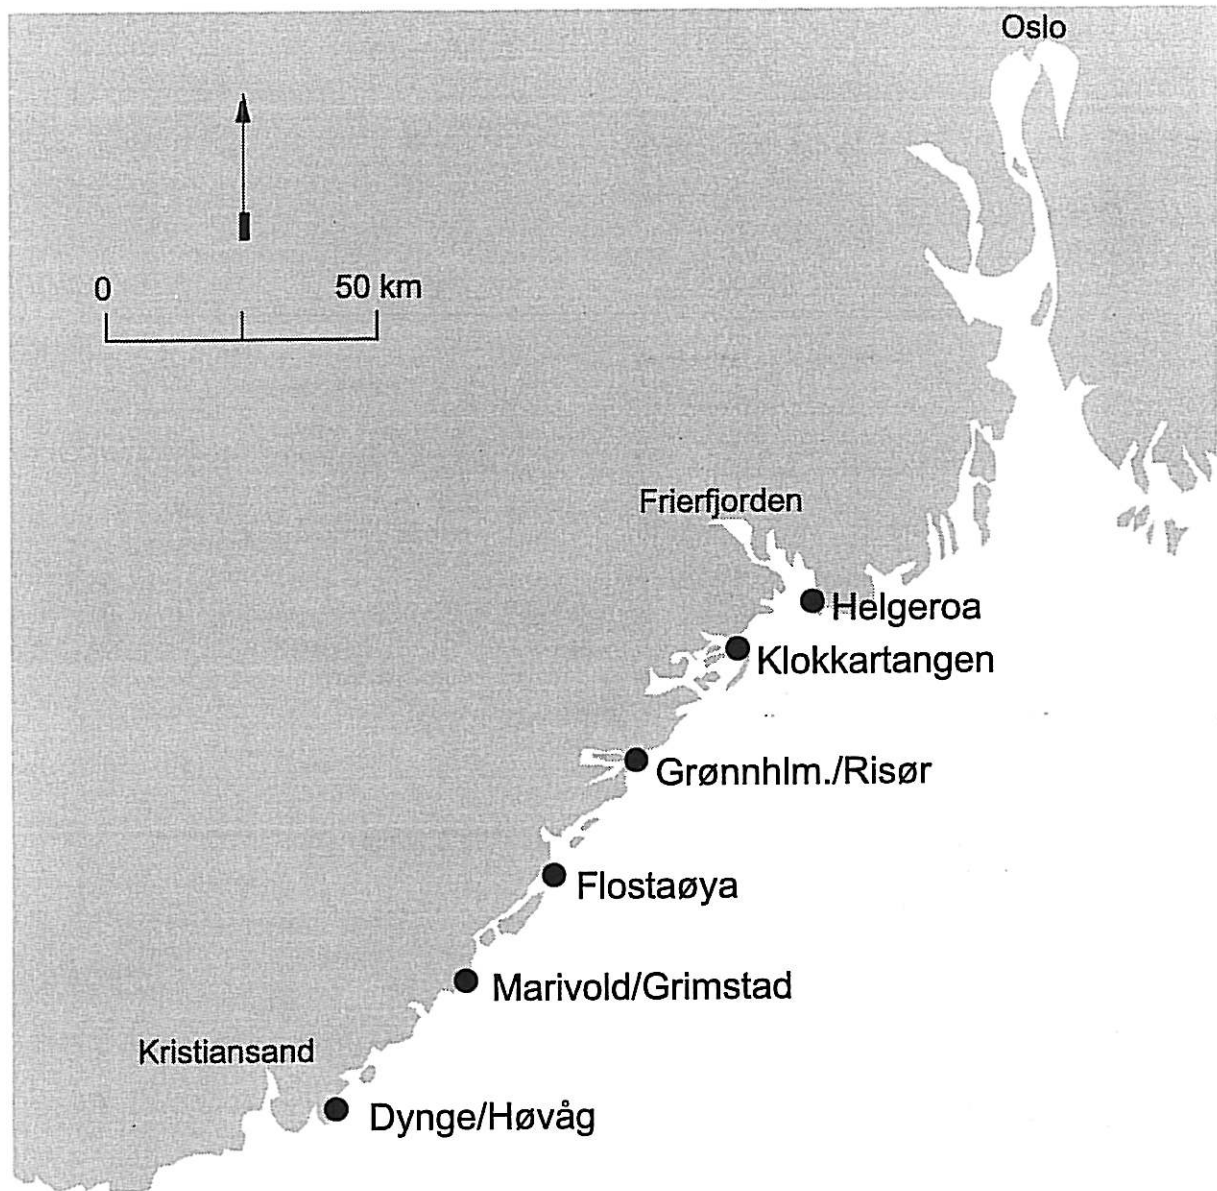 Oslo
0 50 km
Frierfjorden
Helgeroa
Klokkartangen
Grønnhlm./Risør
Flostaøya
Marivold/Grimstad
Kristiansand
Dynge/Høvåg